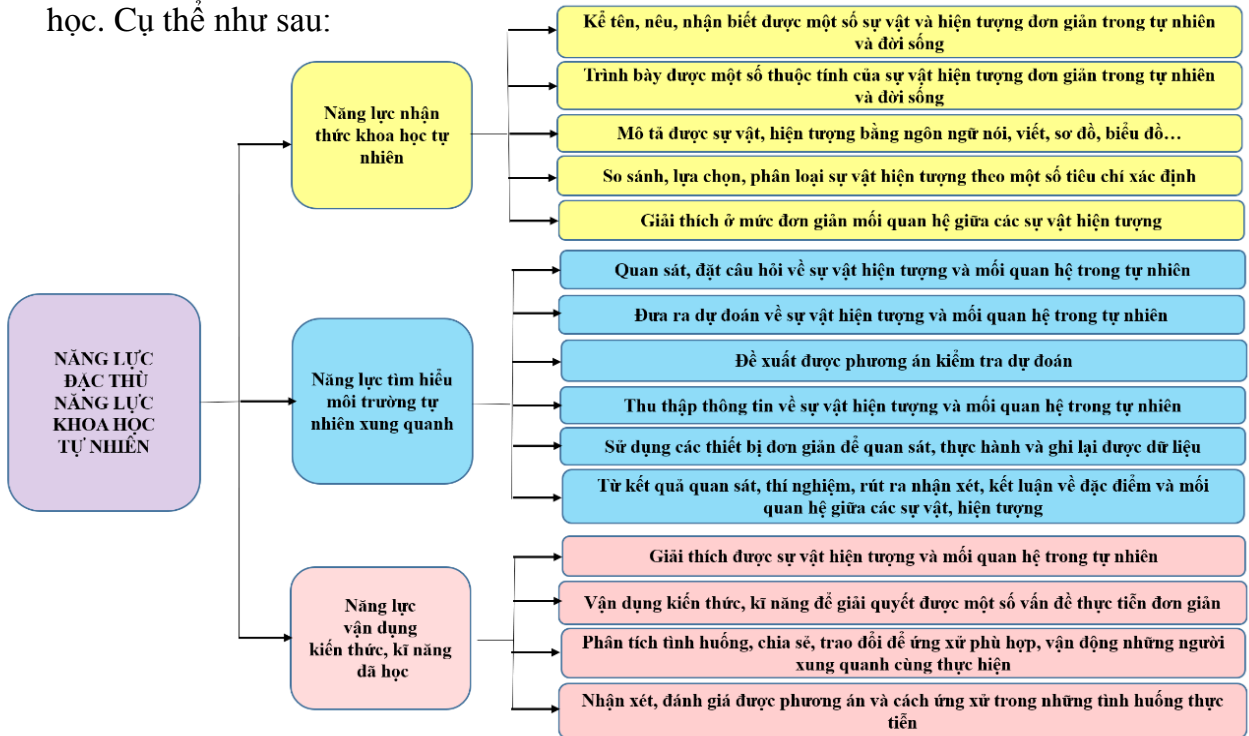 học. Cụ thể như sau:
Kể tên, nêu, nhận biết được một số sự vật và hiện tượng đơn giản trong tự nhiên
và đời sống
Trình bày được một số thuộc tính của sự vật hiện tượng đơn giản trong tự nhiên
và đời sống
Năng lực nhận
thức khoa học tự
nhiên
Mô tả được sự vật, hiện tượng bằng ngôn ngữ nói, viết, sơ đồ, biểu đồ…
So sánh, lựa chọn, phân loại sự vật hiện tượng theo một số tiêu chí xác định
Giải thích ở mức đơn giản mối quan hệ giữa các sự vật hiện tượng
NĂNG LỰC
ĐẶC THÙ
NĂNG LỰC
KHOA HỌC
TỰ NHIÊN
Năng lực tìm hiểu
môi trường tự
nhiên xung quanh
Quan sát, đặt câu hỏi về sự vật hiện tượng và mối quan hệ trong tự nhiên
Đưa ra dự đoán về sự vật hiện tượng và mối quan hệ trong tự nhiên
Đề xuất được phương án kiểm tra dự đoán
Thu thập thông tin về sự vật hiện tượng và mối quan hệ trong tự nhiên
Sử dụng các thiết bị đơn giản để quan sát, thực hành và ghi lại được dữ liệu
Từ kết quả quan sát, thí nghiệm, rút ra nhận xét, kết luận về đặc điểm và mối
quan hệ giữa các sự vật, hiện tượng
Năng lực
vận dụng
kiến thức, kĩ năng
đã học
Giải thích được sự vật hiện tượng và mối quan hệ trong tự nhiên
Vận dụng kiến thức, kĩ năng để giải quyết được một số vấn đề thực tiễn đơn giản
Phân tích tình huống, chia sẻ, trao đổi để ứng xử phù hợp, vận động những người
xung quanh cùng thực hiện
Nhận xét, đánh giá được phương án và cách ứng xử trong những tình huống thực
tiễn